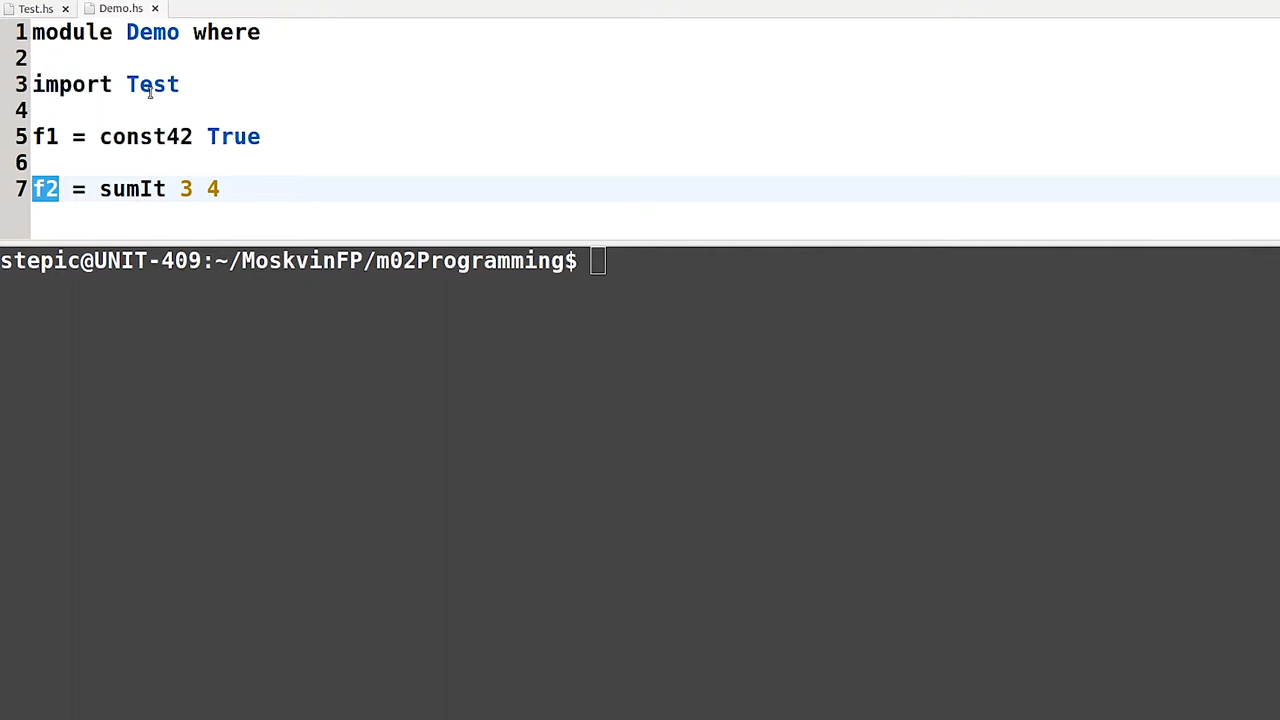 Test.hs × Demo.hs ×
1 module Demo where
2
3 import Test
4
5 f1 = const42 True
6
7 f2 = sumIt 3 4
stepic@UNIT-409:~/MoskvinFP/m02Programming$